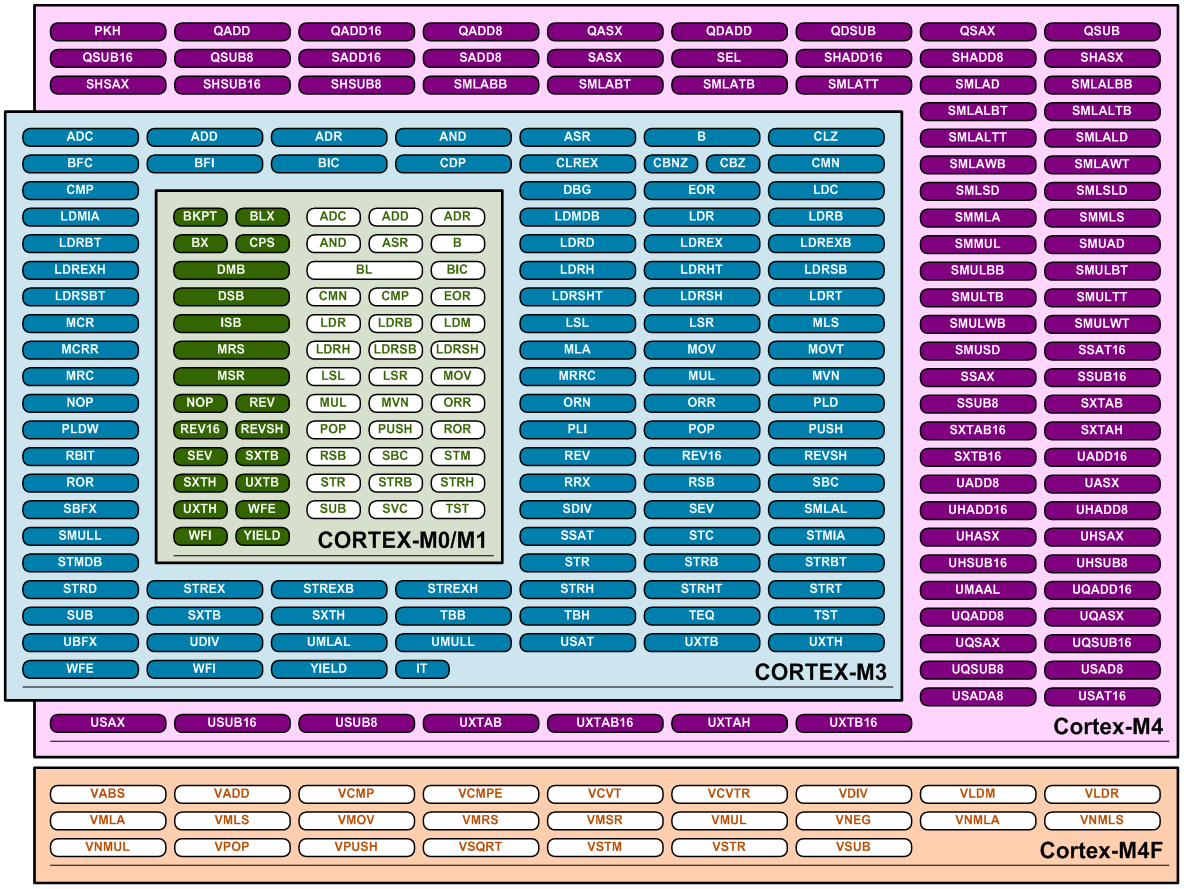 PKH QADD QADD16 QADD8 QASX QDADD QDSUB QSAX QSUB
QSUB16 QSUB8 SADD16 SADD8 SASX SEL SHADD16 SHADD8 SHASX
SHSAX SHSUB16 SHSUB8 SMLABB SMLABT SMLATB SMLATT SMLAD SMLALBB
SMLALBT SMLALTB
ADC ADD ADR AND ASR B CLZ SMLALTT SMLALD
BFC BFI BIC CDP CLREX CBNZ CBZ CMN SMLAWB SMLAWT
CMP DBG EOR LDC SMLSD SMLSLD
LDMIA BKPT BLX ADC ADD ADR LDMDB LDR LDRB SMMLA SMMLS
LDRBT BX CPS AND ASR B LDRD LDREX LDREXB SMMUL SMUAD
LDREXH DMB BL BIC LDRH LDRHT LDRSB SMULBB SMULBT
LDRSBT DSB CMN CMP EOR LDRSHT LDRSH LDRT SMULTB SMULTT
MCR ISB LDR LDRB LDM LSL LSR MLS SMULWB SMULWT
MCRR MRS LDRH LDRSB LDRSH MLA MOV MOVT SMUSD SSAT16
MRC MSR LSL LSR MOV MRRC MUL MVN SSAX SSUB16
NOP NOP REV MUL MVN ORR ORN ORR PLD SSUB8 SXTAB
PLDW REV16 REVSH POP PUSH ROR PLI POP PUSH SXTAB16 SXTAH
RBIT SEV SXTB RSB SBC STM REV REV16 REVSH SXTB16 UADD16
ROR SXTH UXTB STR STRB STRH RRX RSB SBC UADD8 UASX
SBFX UXTH WFE SUB SVC TST SDIV SEV SMLAL UHADD16 UHADD8
SMULL WFI YIELD CORTEX-M0/M1 SSAT STC STMIA UHASX UHSAX
STMDB STR STRB STRBT UHSUB16 UHSUB8
STRD STREX STREXB STREXH STRH STRHT STRT UMAAL UQADD16
SUB SXTB SXTH TBB TBH TEQ TST UQADD8 UQASX
UBFX UDIV UMLAL UMULL USAT UXTB UXTH UQSAX UQSUB16
WFE WFI YIELD IT CORTEX-M3 UQSUB8 USAD8
USADA8 USAT16
USAX USUB16 USUB8 UXTAB UXTAB16 UXTAH UXTB16 Cortex-M4
VABS VADD VCMP VCMPE VCVT VCVTR VDIV VLDM VLDR
VMLA VMLS VMOV VMRS VMSR VMUL VNEG VNMLA VNMLS
VNMUL VPOP VPUSH VSQRT VSTM VSTR VSUB Cortex-M4F